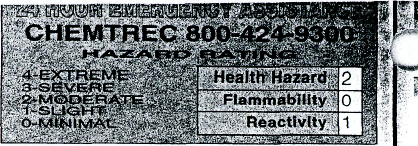 24 HOUR EMERGENCY ASSISTANCE
CHEMTREC 800-424-9300
HAZARD RATING
4-EXTREME
3-SEVERE
2-MODERATE
1-SLIGHT
0-MINIMAL
Health Hazard 2
Flammability 0
Reactivity 1